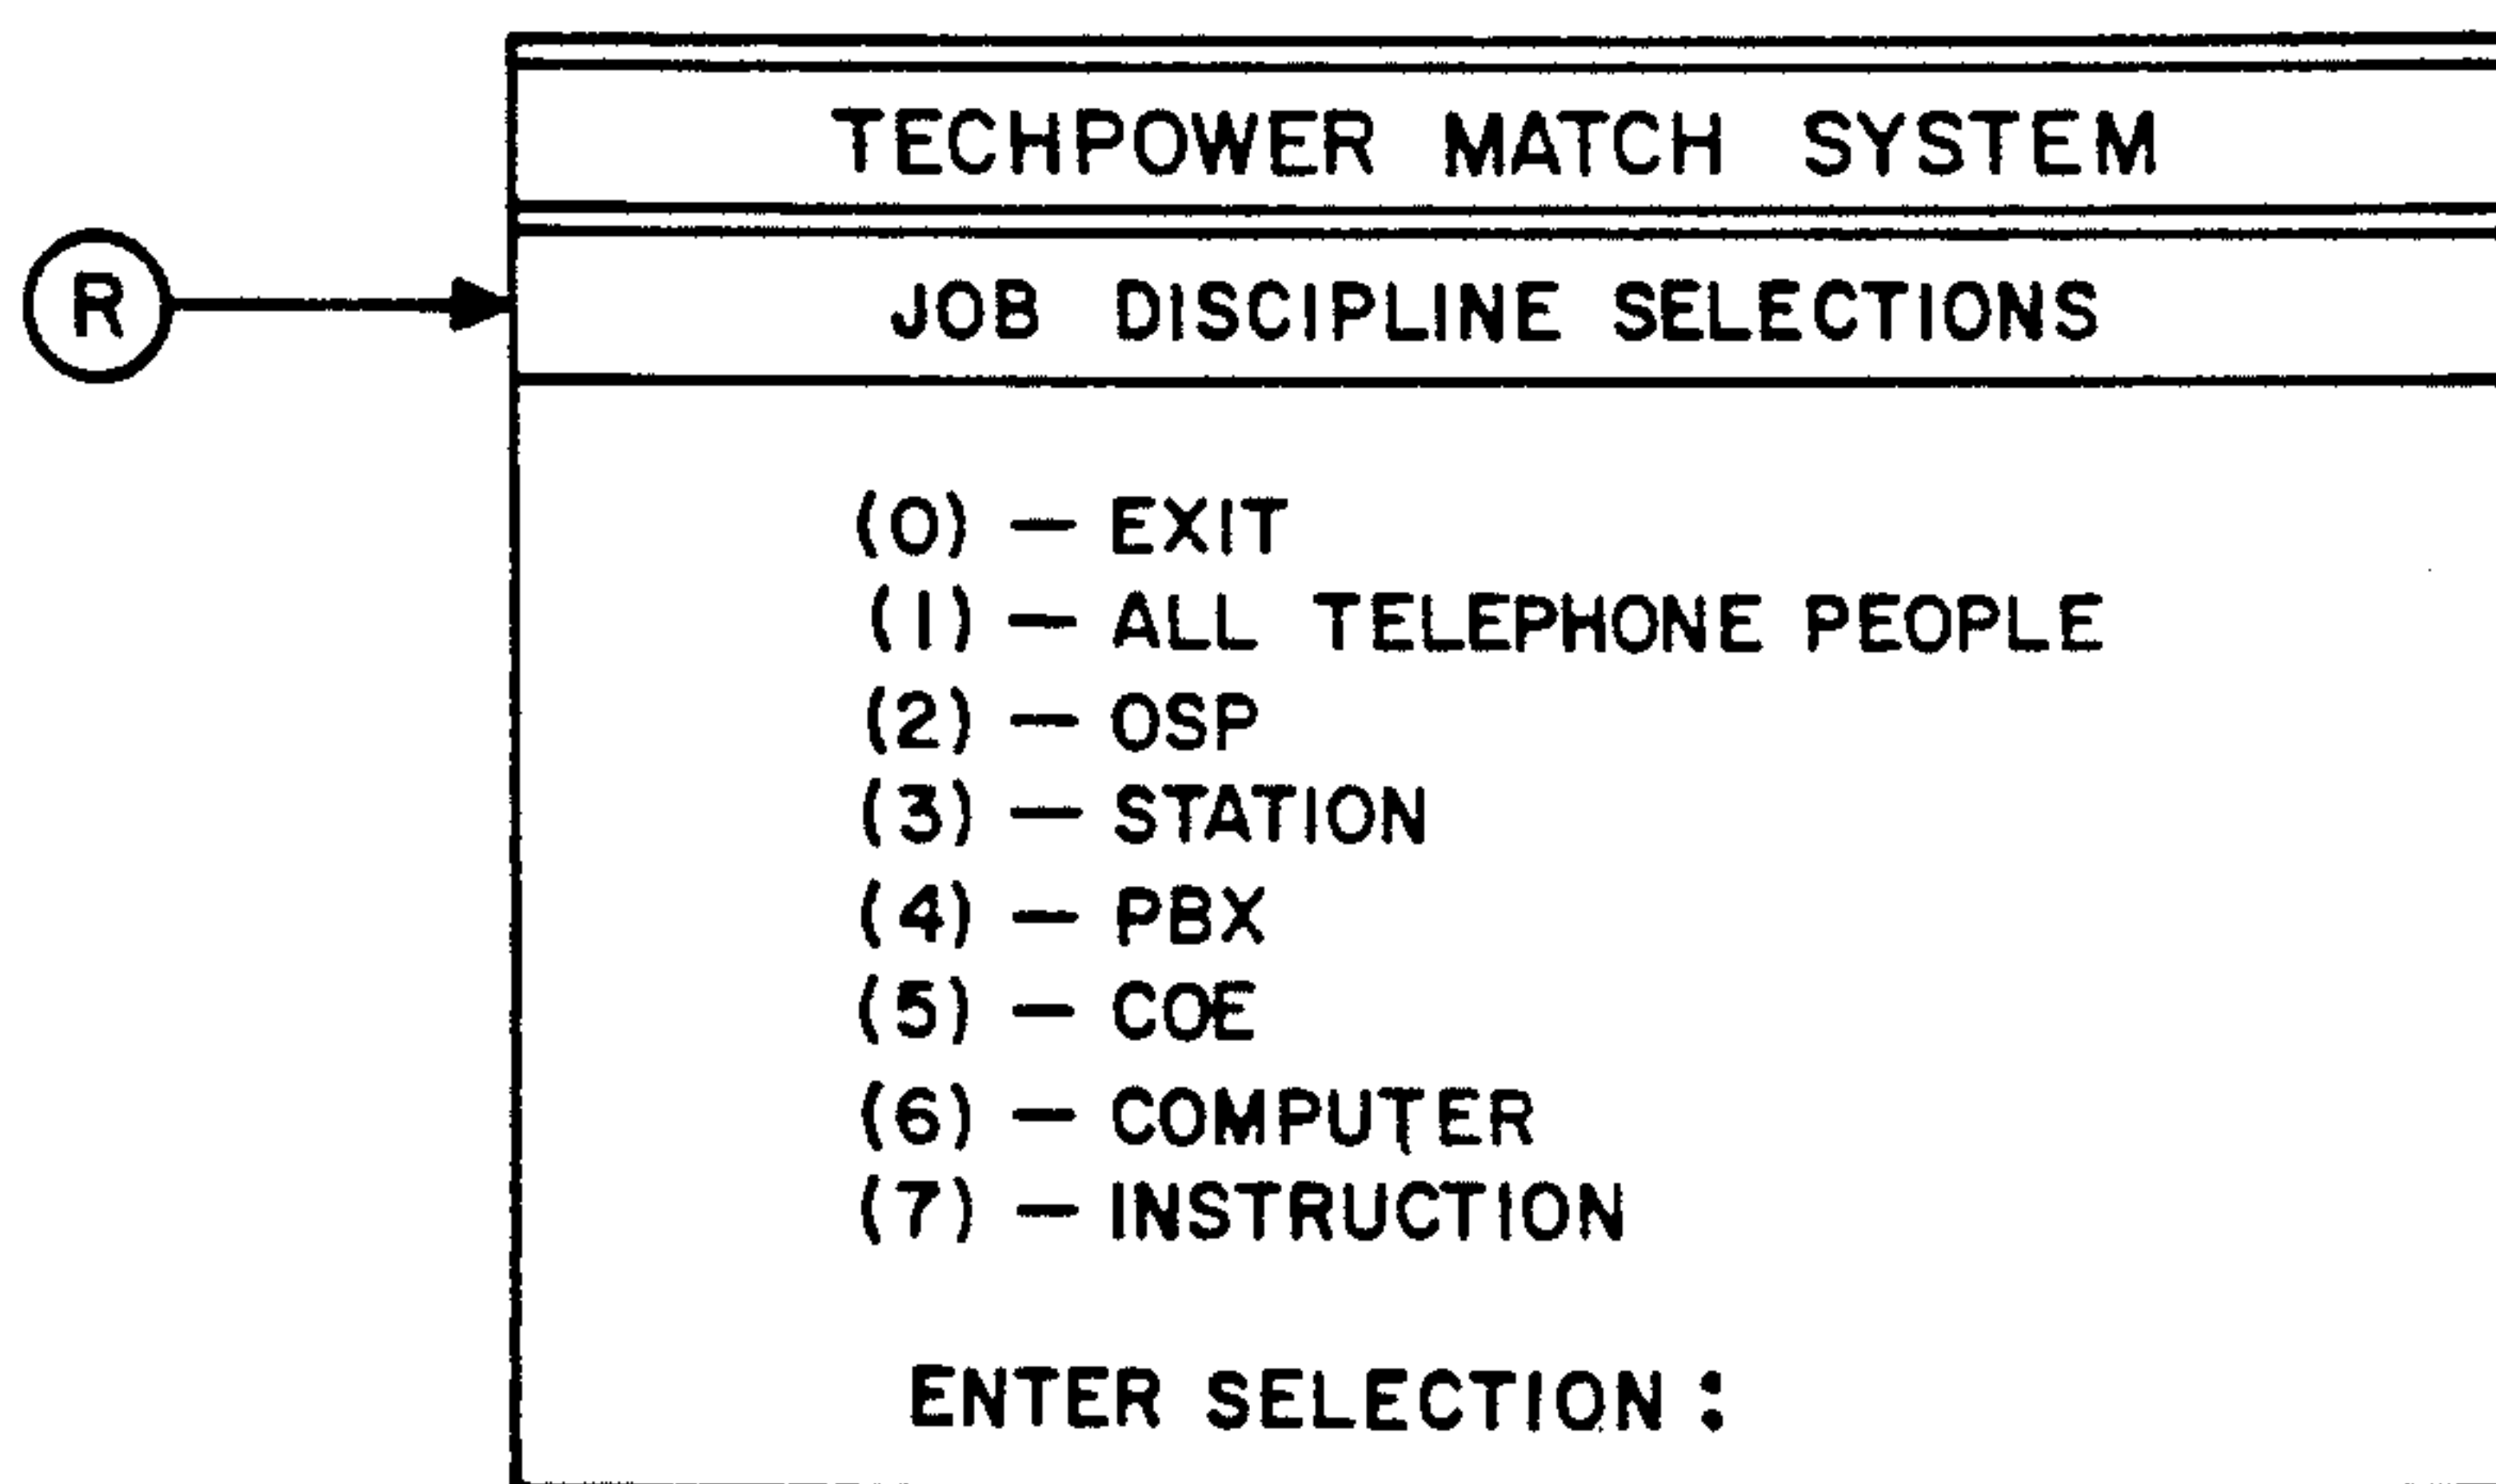 TECHPOWER MATCH SYSTEM
R
JOB DISCIPLINE SELECTIONS
(0) — EXIT
(1) — ALL TELEPHONE PEOPLE
(2) — OSP
(3) — STATION
(4) — PBX
(5) — COE
(6) — COMPUTER
(7) — INSTRUCTION
ENTER SELECTION :